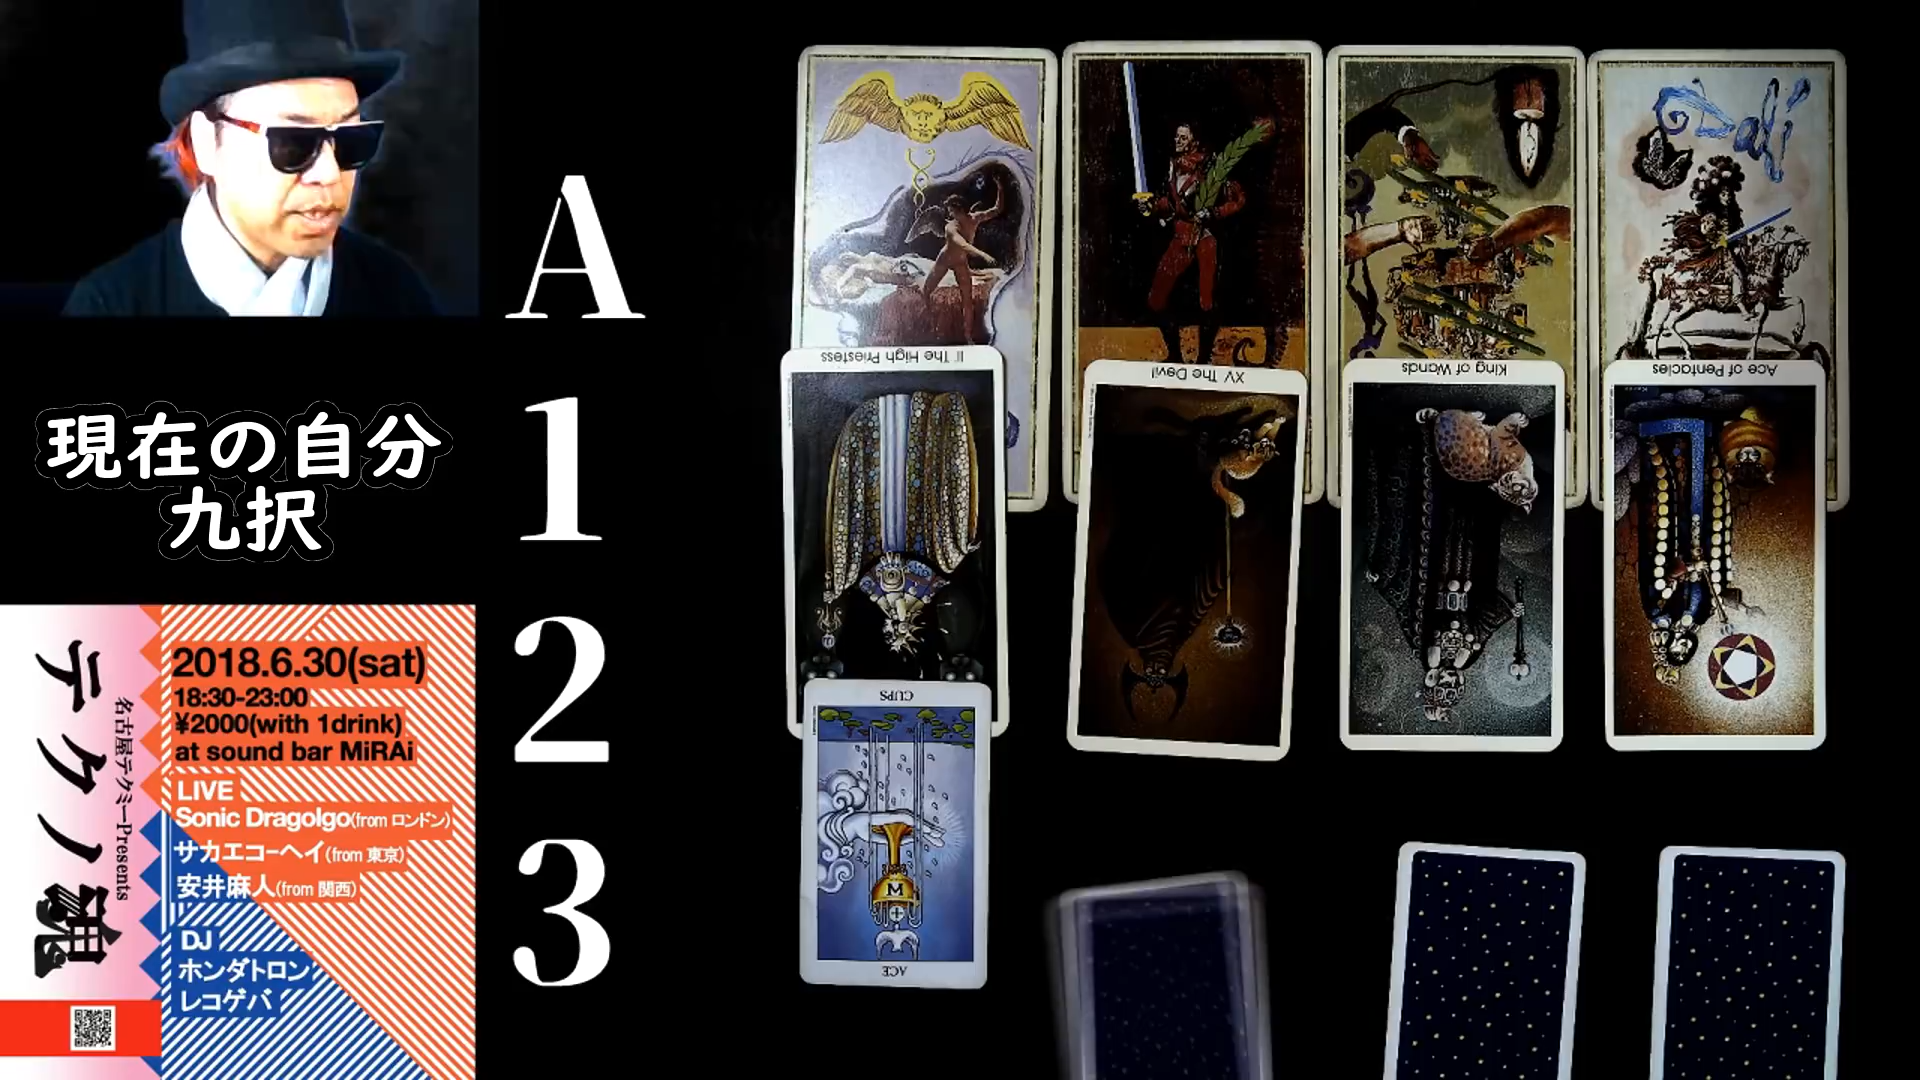 A
1
2
3
現在の自分
九択
テクノ魂
名古屋テクミーPresents
2018.6.30(sat)
18:30-23:00
¥2000(with 1drink)
at sound bar MiRAi
LIVE
Sonic Dragolgo(from ロンドン)
サカエコーヘイ(from 東京)
安井麻人(from 関西)
DJ
ホンダトロン
レコゲバ
Dalí
II The High Priestess
XV The Devil
King of Wands
Ace of Pentacles
CUPS
M
ACE